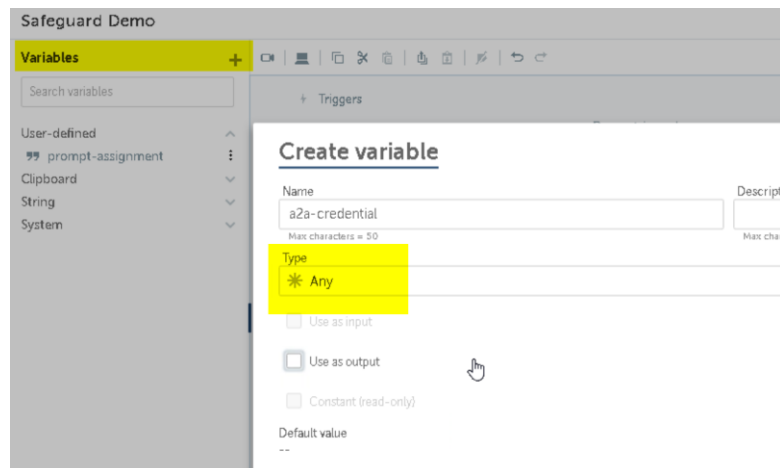 Safeguard Demo
Variables
Search variables
Triggers
User-defined
prompt-assignment
Clipboard
String
System
Create variable
Name
Descript
a2a-credential
Max characters = 50
Max cha
Type
Any
Use as input
Use as output
Constant (read-only)
Default value
--